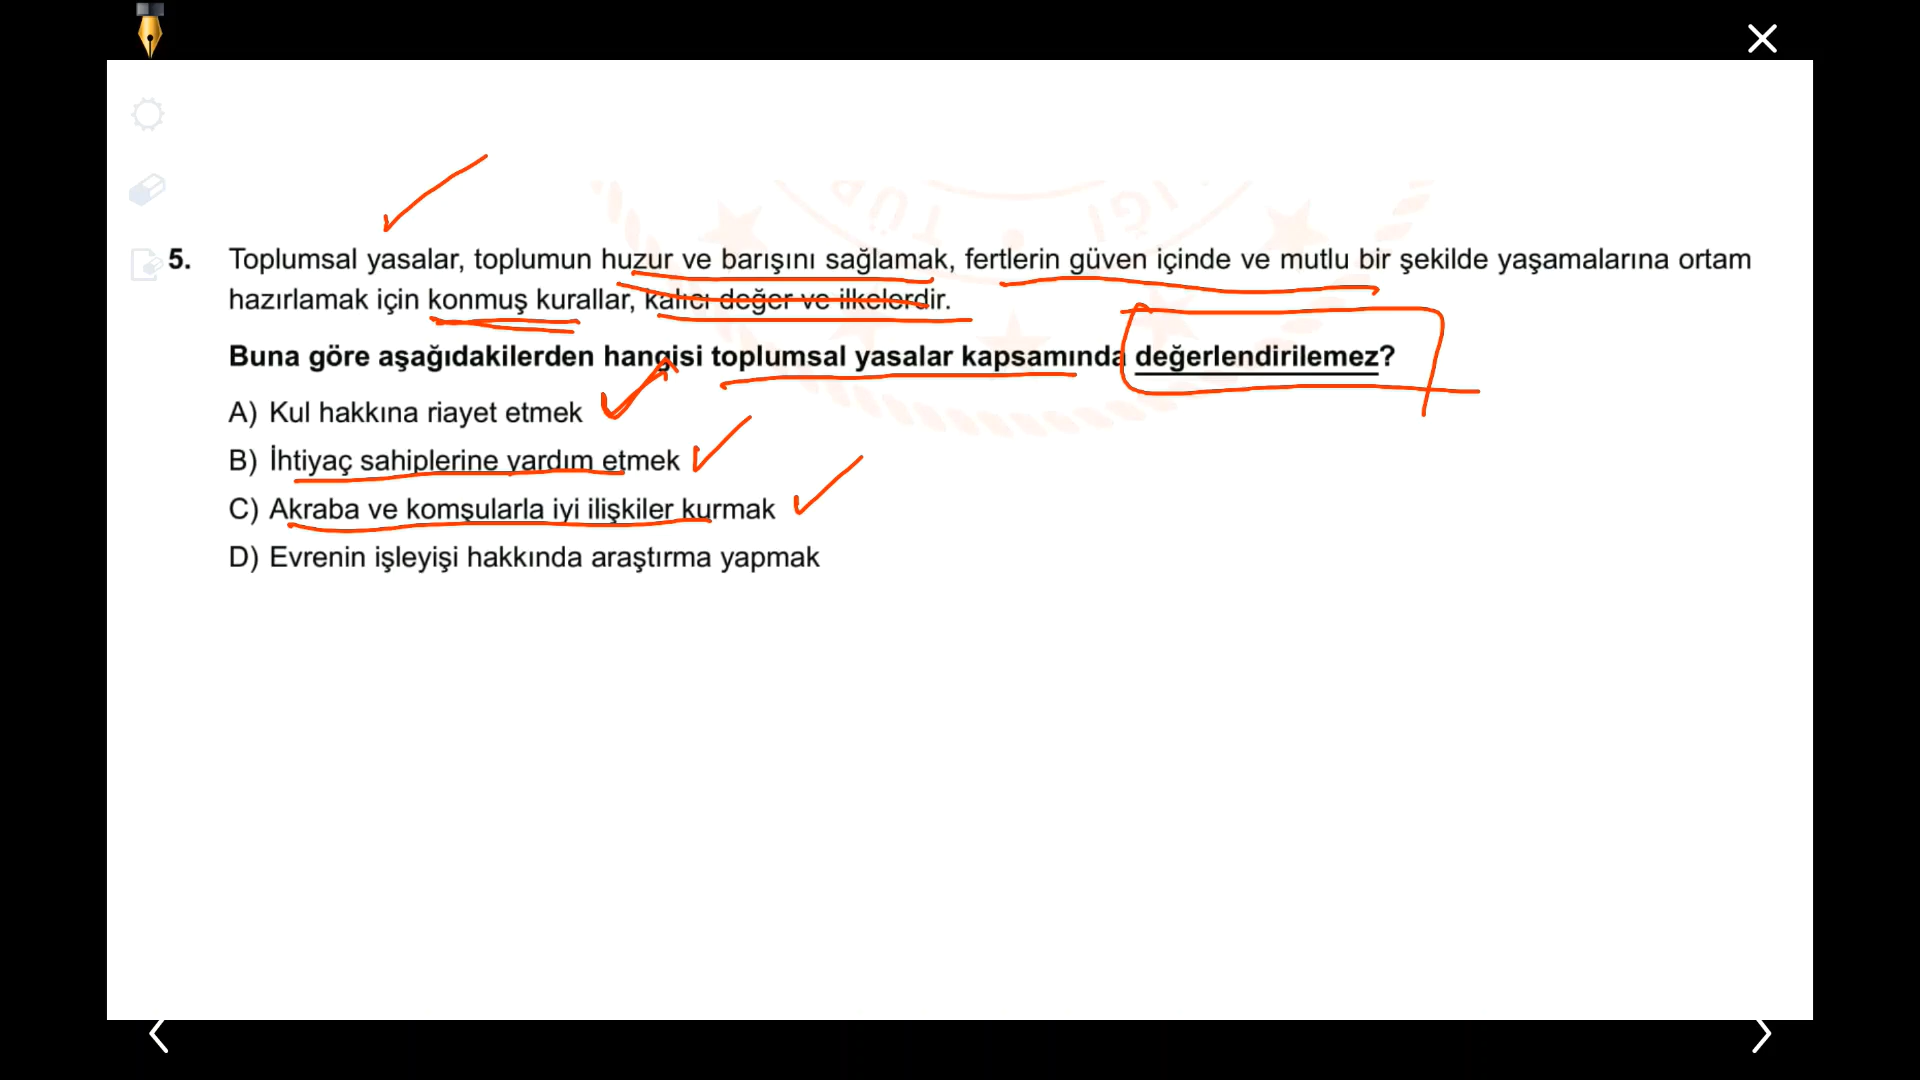 İĞİ TÜ
5. Toplumsal yasalar, toplumun huzur ve barışını sağlamak, fertlerin güven içinde ve mutlu bir şekilde yaşamalarına ortam
hazırlamak için konmuş kurallar, kalıcı değer ve ilkelerdir.
Buna göre aşağıdakilerden hangisi toplumsal yasalar kapsamında değerlendirilemez?
A) Kul hakkına riayet etmek
B) İhtiyaç sahiplerine yardım etmek
C) Akraba ve komşularla iyi ilişkiler kurmak
D) Evrenin işleyişi hakkında araştırma yapmak